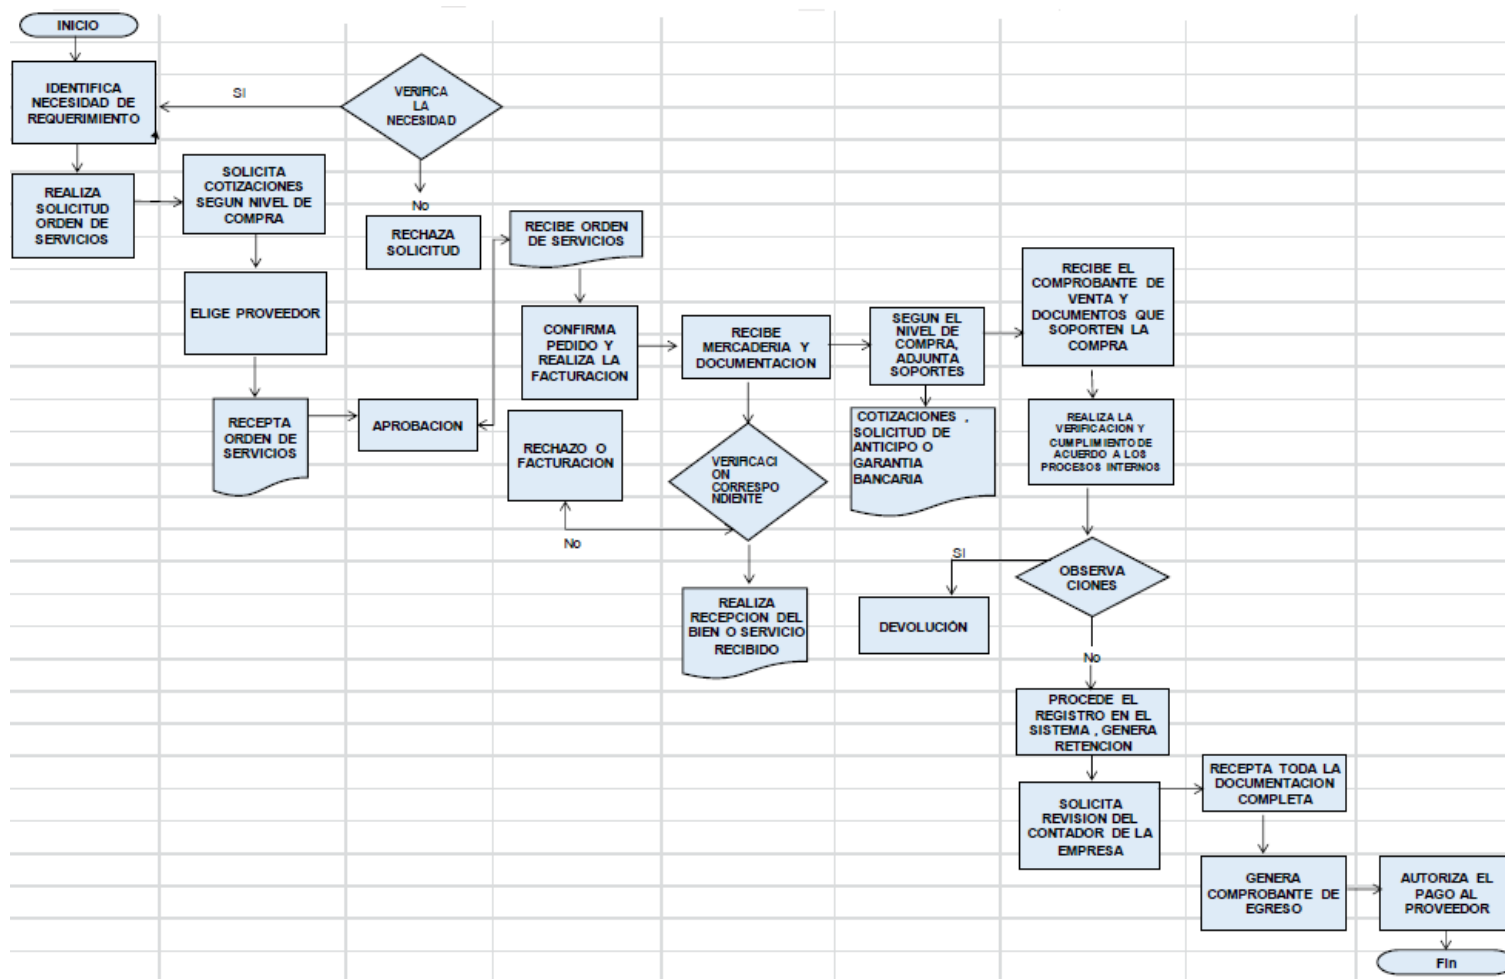 INICIO
IDENTIFICA
NECESIDAD DE
REQUERIMIENTO
SI
VERIFICA
LA
NECESIDAD
No
RECHAZA
SOLICITUD
REALIZA
SOLICITUD
ORDEN DE
SERVICIOS
SOLICITA
COTIZACIONES
SEGUN NIVEL DE
COMPRA
ELIGE PROVEEDOR
RECEPTA
ORDEN DE
SERVICIOS
APROBACION
RECIBE ORDEN
DE SERVICIOS
CONFIRMA
PEDIDO Y
REALIZA LA
FACTURACION
RECHAZO O
FACTURACION
No
RECIBE
MERCADERIA Y
DOCUMENTACION
VERIFICACI
ON
CORRESPO
NDIENTE
REALIZA
RECEPCION DEL
BIEN O SERVICIO
RECIBIDO
SEGUN EL
NIVEL DE
COMPRA,
ADJUNTA
SOPORTES
COTIZACIONES ,
SOLICITUD DE
ANTICIPO O
GARANTIA
BANCARIA
RECIBE EL
COMPROBANTE DE
VENTA Y
DOCUMENTOS QUE
SOPORTEN LA
COMPRA
REALIZA LA
VERIFICACION Y
CUMPLIMIENTO DE
ACUERDO A LOS
PROCESOS INTERNOS
OBSERVA
CIONES
SI
DEVOLUCIÓN
No
PROCEDE EL
REGISTRO EN EL
SISTEMA , GENERA
RETENCION
SOLICITA
REVISION DEL
CONTADOR DE LA
EMPRESA
RECEPTA TODA LA
DOCUMENTACION
COMPLETA
GENERA
COMPROBANTE DE
EGRESO
AUTORIZA EL
PAGO AL
PROVEEDOR
Fin